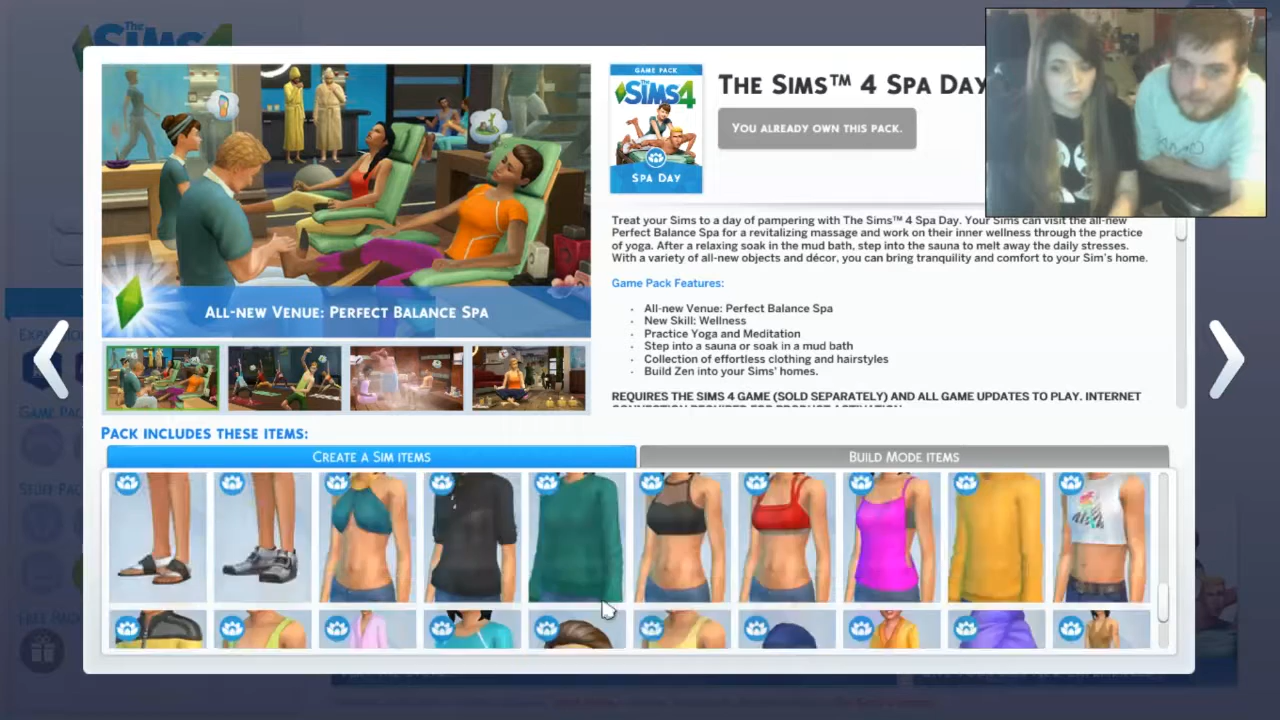 The Sims 4
GAME PACK
The Sims 4
SPA DAY
THE SIMS™ 4 SPA DAY
YOU ALREADY OWN THIS PACK.
Treat your Sims to a day of pampering with The Sims™ 4 Spa Day. Your Sims can visit the all-new
Perfect Balance Spa for a revitalizing massage and work on their inner wellness through the practice
of yoga. After a relaxing soak in the mud bath, step into the sauna to melt away the daily stresses.
With a variety of all-new objects and décor, you can bring tranquility and comfort to your Sim's home.
Game Pack Features:
· All-new Venue: Perfect Balance Spa
· New Skill: Wellness
· Practice Yoga and Meditation
· Step into a sauna or soak in a mud bath
· Collection of effortless clothing and hairstyles
· Build Zen into your Sims' homes.
REQUIRES THE SIMS 4 GAME (SOLD SEPARATELY) AND ALL GAME UPDATES TO PLAY. INTERNET
CONNECTION REQUIRED FOR PRODUCT ACTIVATION
ALL-NEW VENUE: PERFECT BALANCE SPA
PACK INCLUDES THESE ITEMS:
CREATE A SIM ITEMS
BUILD MODE ITEMS